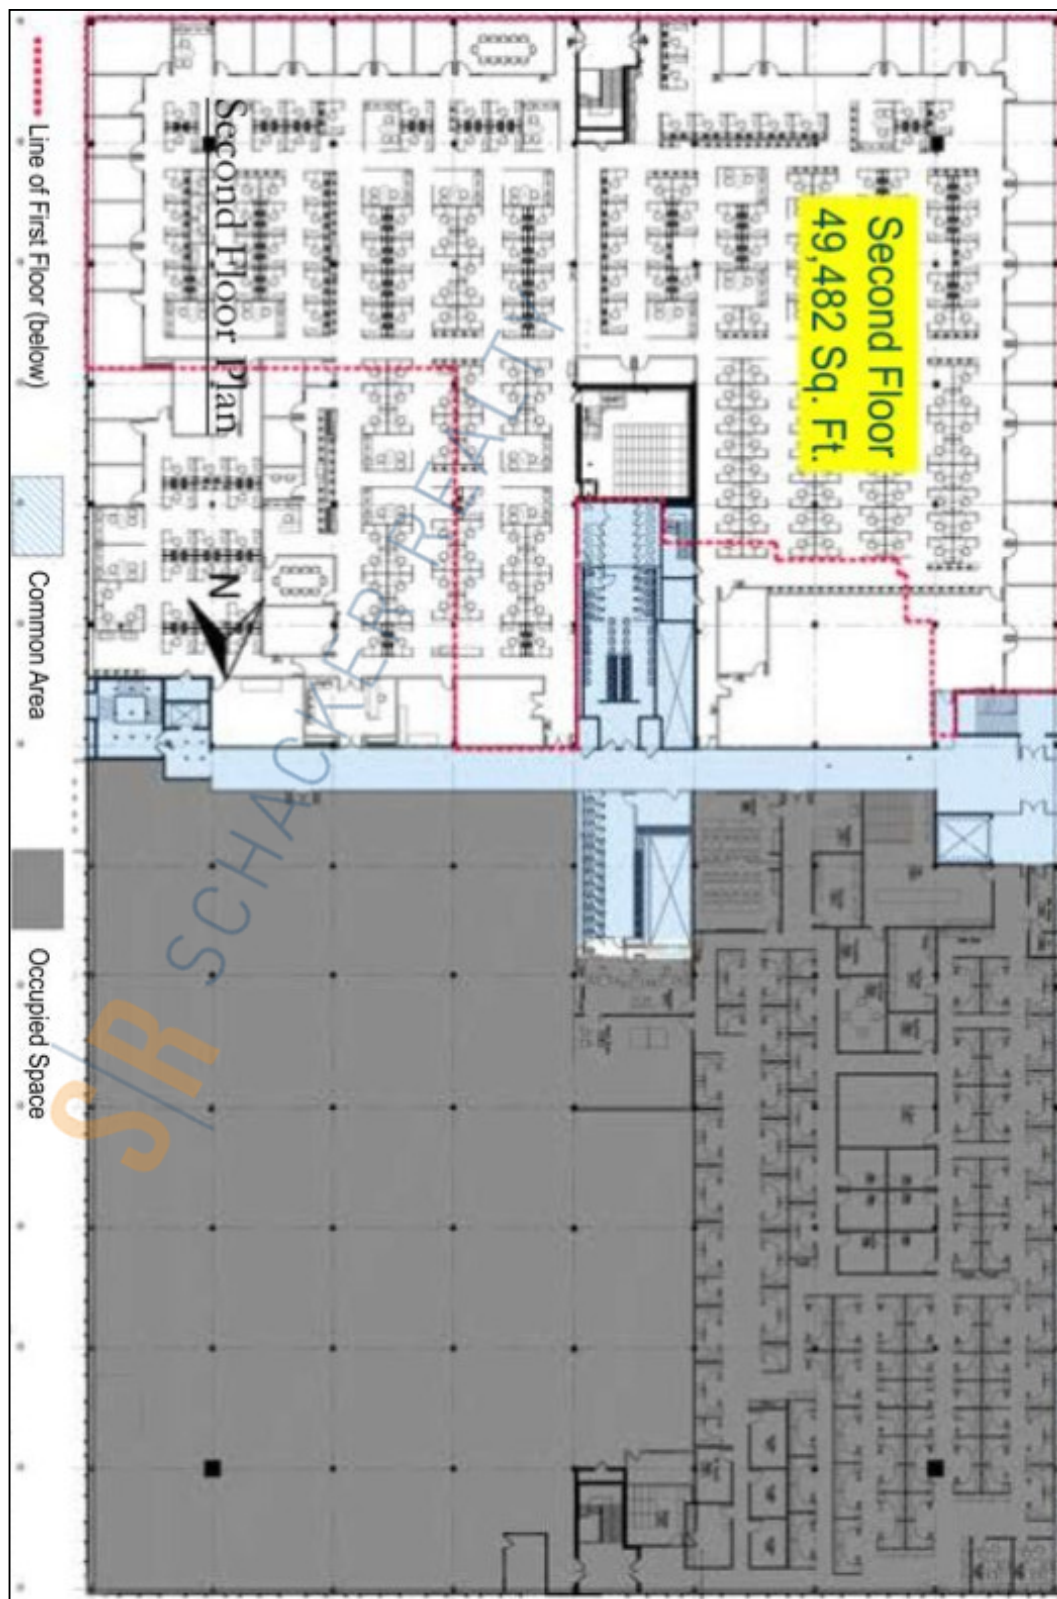 Second Floor
49,482 Sq. Ft.
Second Floor Plan
N
SR SCHACKER REALTY
Line of First Floor (below)
Common Area
Occupied Space